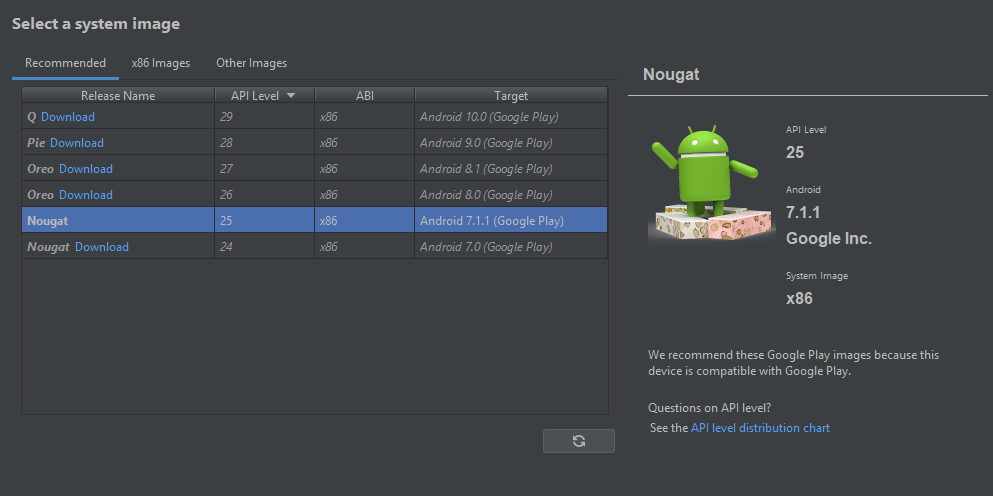 Select a system image
Recommended x86 Images Other Images
Release Name API Level ABI Target
Q Download 29 x86 Android 10.0 (Google Play)
Pie Download 28 x86 Android 9.0 (Google Play)
Oreo Download 27 x86 Android 8.1 (Google Play)
Oreo Download 26 x86 Android 8.0 (Google Play)
Nougat 25 x86 Android 7.1.1 (Google Play)
Nougat Download 24 x86 Android 7.0 (Google Play)
Nougat
API Level
25
Android
7.1.1
Google Inc.
System Image
x86
We recommend these Google Play images because this
device is compatible with Google Play.
Questions on API level?
See the API level distribution chart